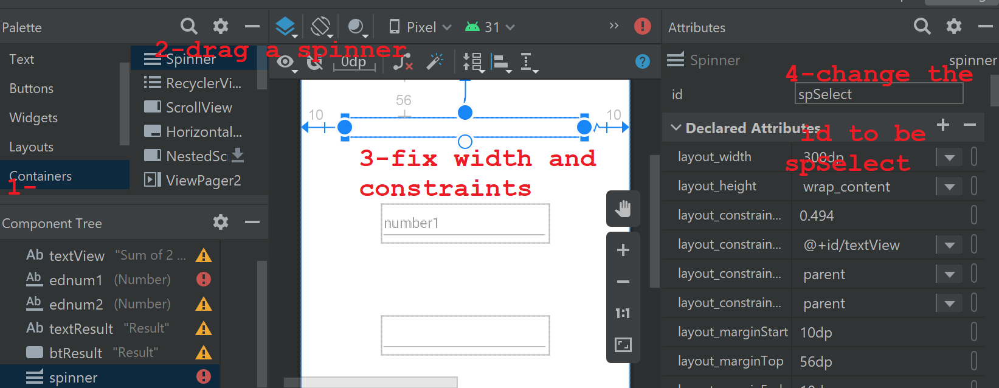 Palette
Pixel
31
Attributes
2-drag a spinner
Text
Buttons
Widgets
Layouts
Containers
1-
Spinner
RecyclerVi...
ScrollView
Horizontal...
NestedSc
ViewPager2
0dp
?
Spinner
spinner
4-change the
id
spSelect
Declared Attributes
id to be
spSelect
layout_width
300dp
layout_height
wrap_content
layout_constrain...
0.494
layout_constrain...
@+id/textView
layout_constrain...
parent
layout_constrain...
parent
layout_marginStart
10dp
layout_marginTop
56dp
10
56
10
3-fix width and
constraints
number1
1:1
Component Tree
Ab textView "Sum of 2 ...
Ab ednum1 (Number)
Ab ednum2 (Number)
Ab textResult "Result"
btResult "Result"
spinner